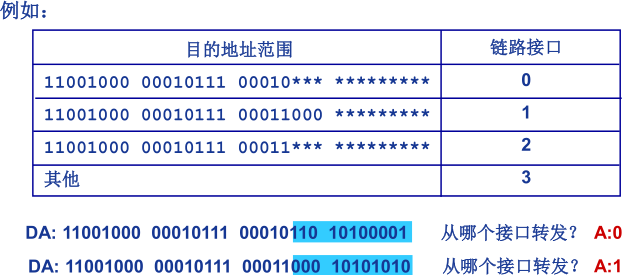 例如：
目的地址范围 链路接口
11001000 00010111 00010*** ********* 0
11001000 00010111 00011000 ********* 1
11001000 00010111 00011*** ********* 2
其他 3
DA: 11001000 00010111 00010110 10100001 从哪个接口转发？ A:0
DA: 11001000 00010111 00011000 10101010 从哪个接口转发？ A:1